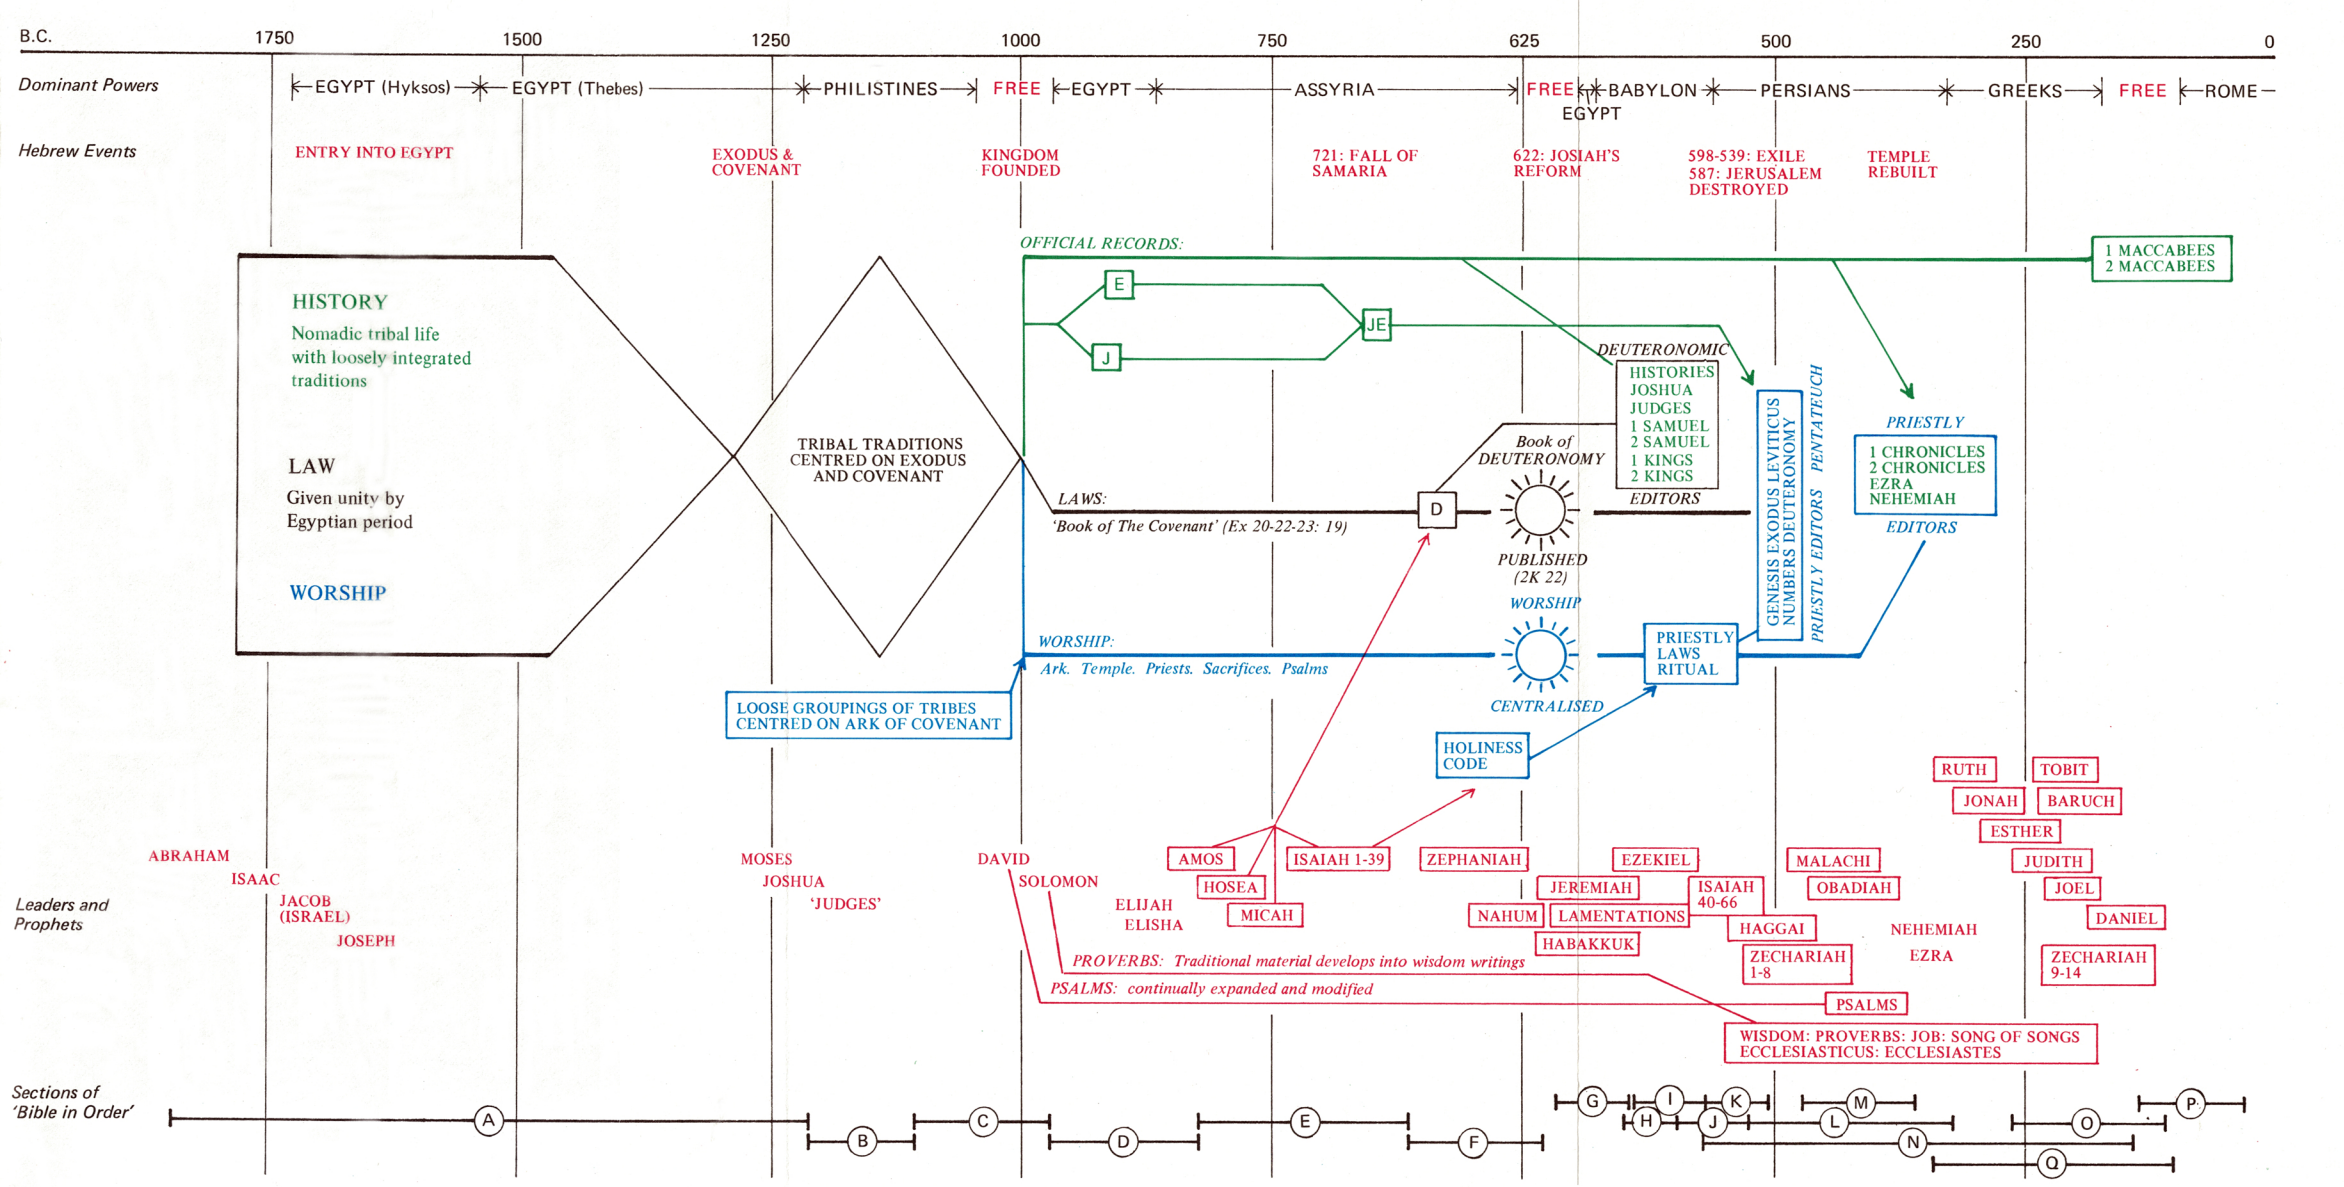 B.C. 1750 1500 1250 1000 750 625 500 250 0
Dominant Powers EGYPT (Hyksos) EGYPT (Thebes) PHILISTINES FREE EGYPT ASSYRIA FREE BABYLON PERSIANS GREEKS FREE ROME
EGYPT
Hebrew Events
ENTRY INTO EGYPT
EXODUS &
COVENANT
KINGDOM
FOUNDED
721: FALL OF
SAMARIA
622: JOSIAH'S
REFORM
598-539: EXILE
587: JERUSALEM
DESTROYED
TEMPLE
REBUILT
HISTORY
Nomadic tribal life
with loosely integrated
traditions
LAW
Given unity by
Egyptian period
WORSHIP
TRIBAL TRADITIONS
CENTRED ON EXODUS
AND COVENANT
OFFICIAL RECORDS:
1 MACCABEES
2 MACCABEES
E
J
JE
DEUTERONOMIC
HISTORIES
JOSHUA
JUDGES
1 SAMUEL
2 SAMUEL
1 KINGS
2 KINGS
EDITORS
LAWS:
'Book of The Covenant' (Ex 20-22-23: 19)
D
Book of
DEUTERONOMY
PUBLISHED
(2K 22)
GENESIS EXODUS LEVITICUS
NUMBERS DEUTERONOMY
PRIESTLY EDITORS PENTATEUCH
PRIESTLY
1 CHRONICLES
2 CHRONICLES
EZRA
NEHEMIAH
EDITORS
WORSHIP
WORSHIP:
Ark. Temple. Priests. Sacrifices. Psalms
CENTRALISED
PRIESTLY
LAWS
RITUAL
LOOSE GROUPINGS OF TRIBES
CENTRED ON ARK OF COVENANT
HOLINESS
CODE
Leaders and
Prophets
ABRAHAM
ISAAC
JACOB
(ISRAEL)
JOSEPH
MOSES
JOSHUA
'JUDGES'
DAVID
SOLOMON
ELIJAH
ELISHA
AMOS
HOSEA
MICAH
ISAIAH 1-39
ZEPHANIAH
NAHUM
JEREMIAH
LAMENTATIONS
HABAKKUK
EZEKIEL
ISAIAH
40-66
HAGGAI
ZECHARIAH
1-8
MALACHI
OBADIAH
NEHEMIAH
EZRA
RUTH
JONAH
ESTHER
TOBIT
BARUCH
JUDITH
JOEL
DANIEL
ZECHARIAH
9-14
PROVERBS: Traditional material develops into wisdom writings
PSALMS: continually expanded and modified
PSALMS
WISDOM: PROVERBS: JOB: SONG OF SONGS
ECCLESIASTICUS: ECCLESIASTES
Sections of
'Bible in Order'
A
B
C
D
E
F
G
H
I
J
K
L
M
N
O
P
Q